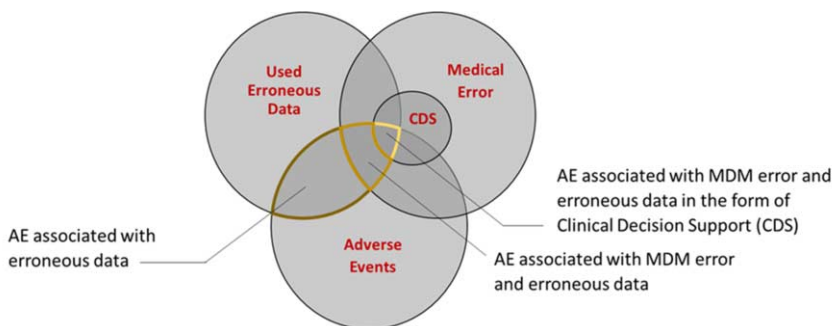 Used
Erroneous
Data
Medical
Error
CDS
AE associated with MDM error and
erroneous data in the form of
Clinical Decision Support (CDS)
AE associated with
erroneous data
Adverse
Events
AE associated with MDM error
and erroneous data